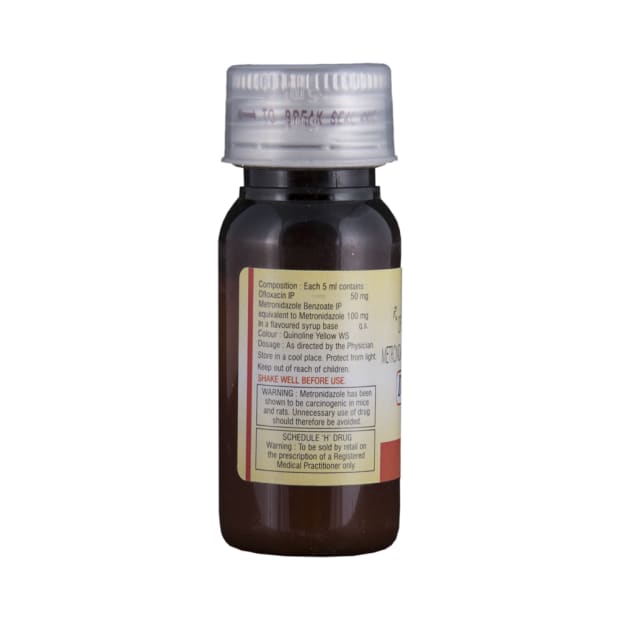 TO BREAK SEAL
Composition : Each 5 ml contains :
Ofloxacin IP 50 mg
Metronidazole Benzoate IP
equivalent to Metronidazole 100 mg
In a flavoured syrup base q.s.
Colour : Quinoline Yellow WS
Dosage : As directed by the Physician.
Store in a cool place. Protect from light.
Keep out of reach of children.
SHAKE WELL BEFORE USE.
WARNING : Metronidazole has been
shown to be carcinogenic in mice
and rats. Unnecessary use of drug
should therefore be avoided.
SCHEDULE 'H' DRUG
Warning : To be sold by retail on
the prescription of a Registered
Medical Practitioner only.